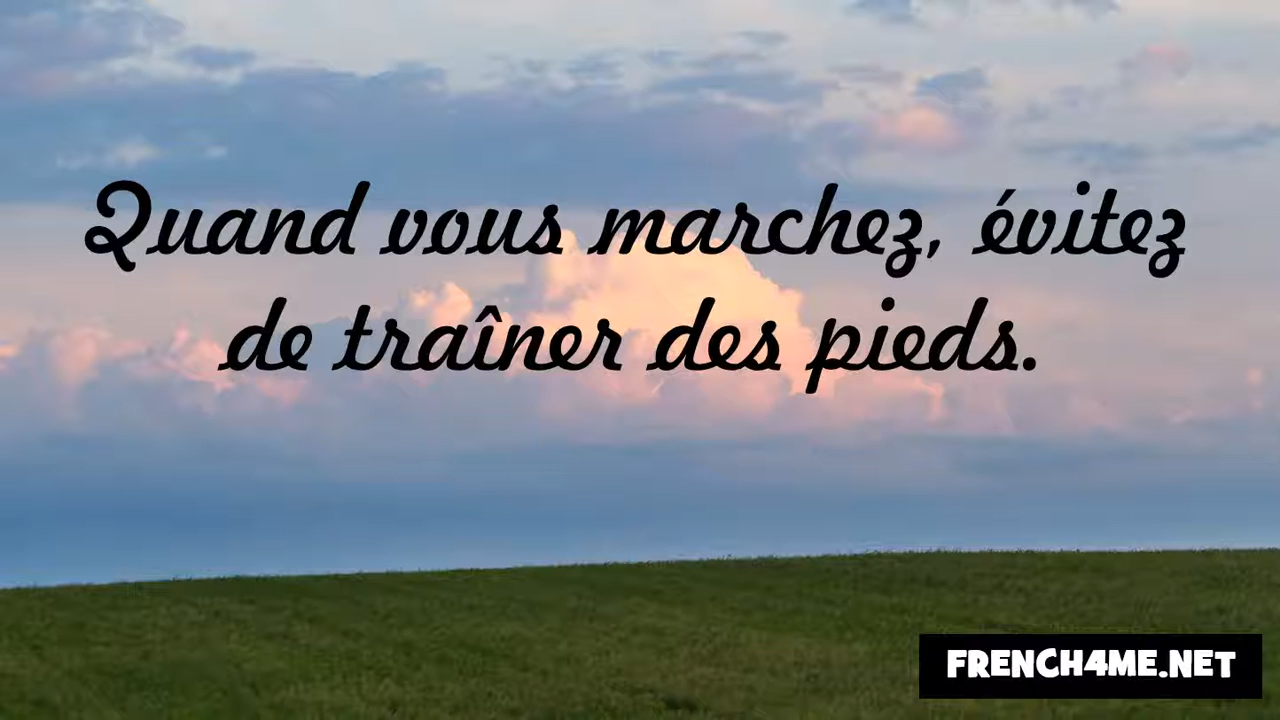 Quand vous marchez, évitez
de traîner des pieds.
FRENCH4ME.NET